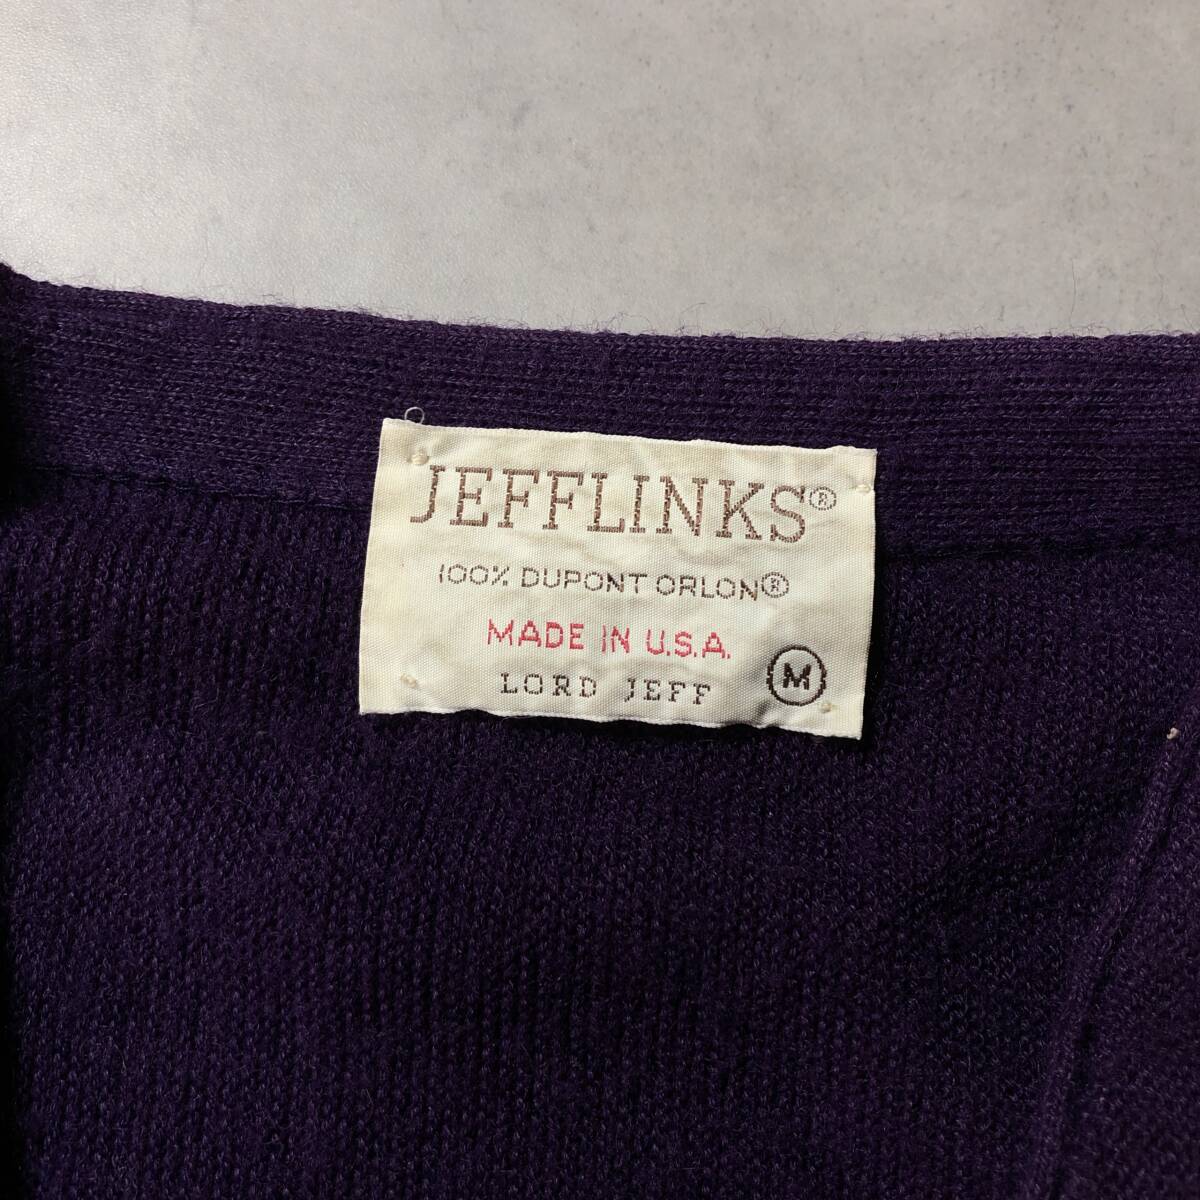 JEFFLINKS®
100% DUPONT ORLON®
MADE IN U.S.A.
LORD JEFF
M